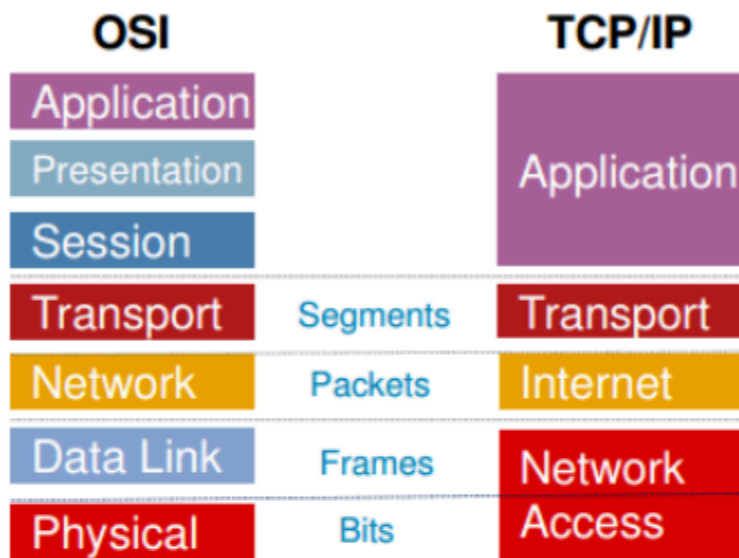 OSI TCP/IP
Application
Presentation Application
Session
Transport Segments Transport
Network Packets Internet
Data Link Frames Network
Physical Bits Access